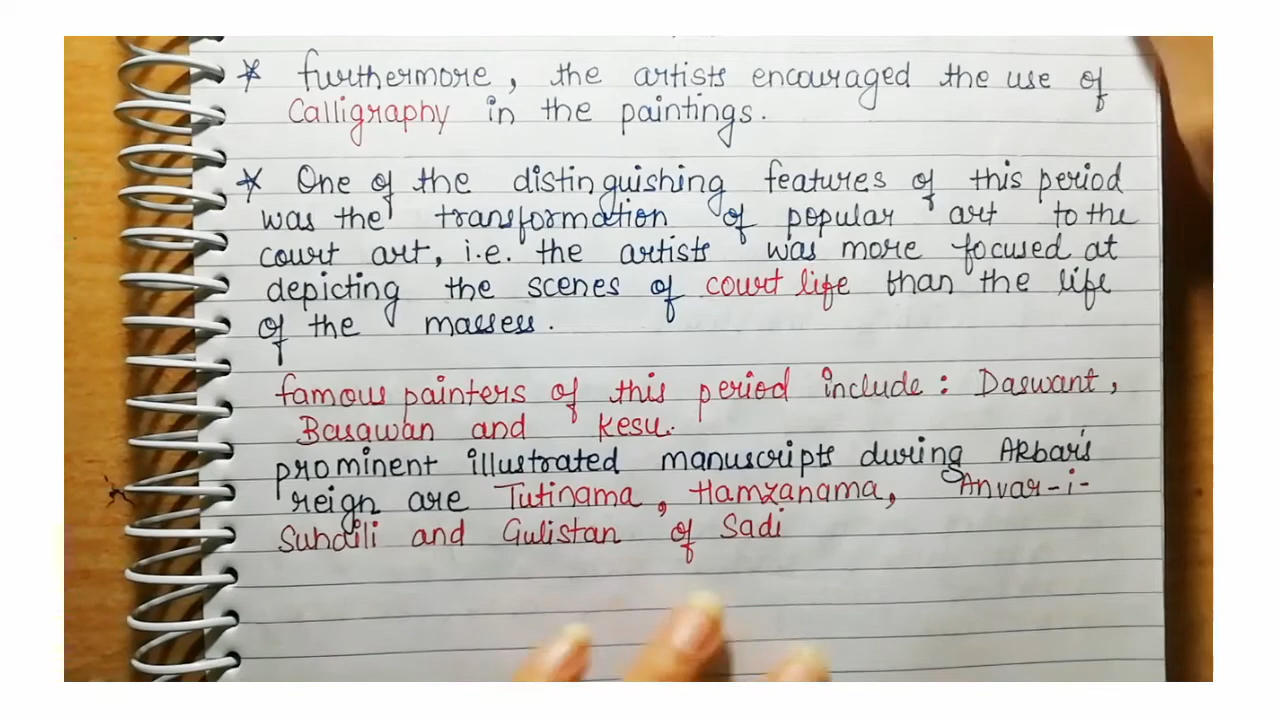 * furthermore, the artists encouraged the use of
Calligraphy in the paintings.
* One of the distinguishing features of this period
was the transformation of popular art to the
court art, i.e. the artists was more focused at
depicting the scenes of court life than the life
of the massess.
famous painters of this period include: Daswant,
Basawan and Kesu.
prominent illustrated manuscripts during Akbar's
reign are Tutinama, Hamzanama, Anvar-i-
Suhaili and Gulistan of Sadi